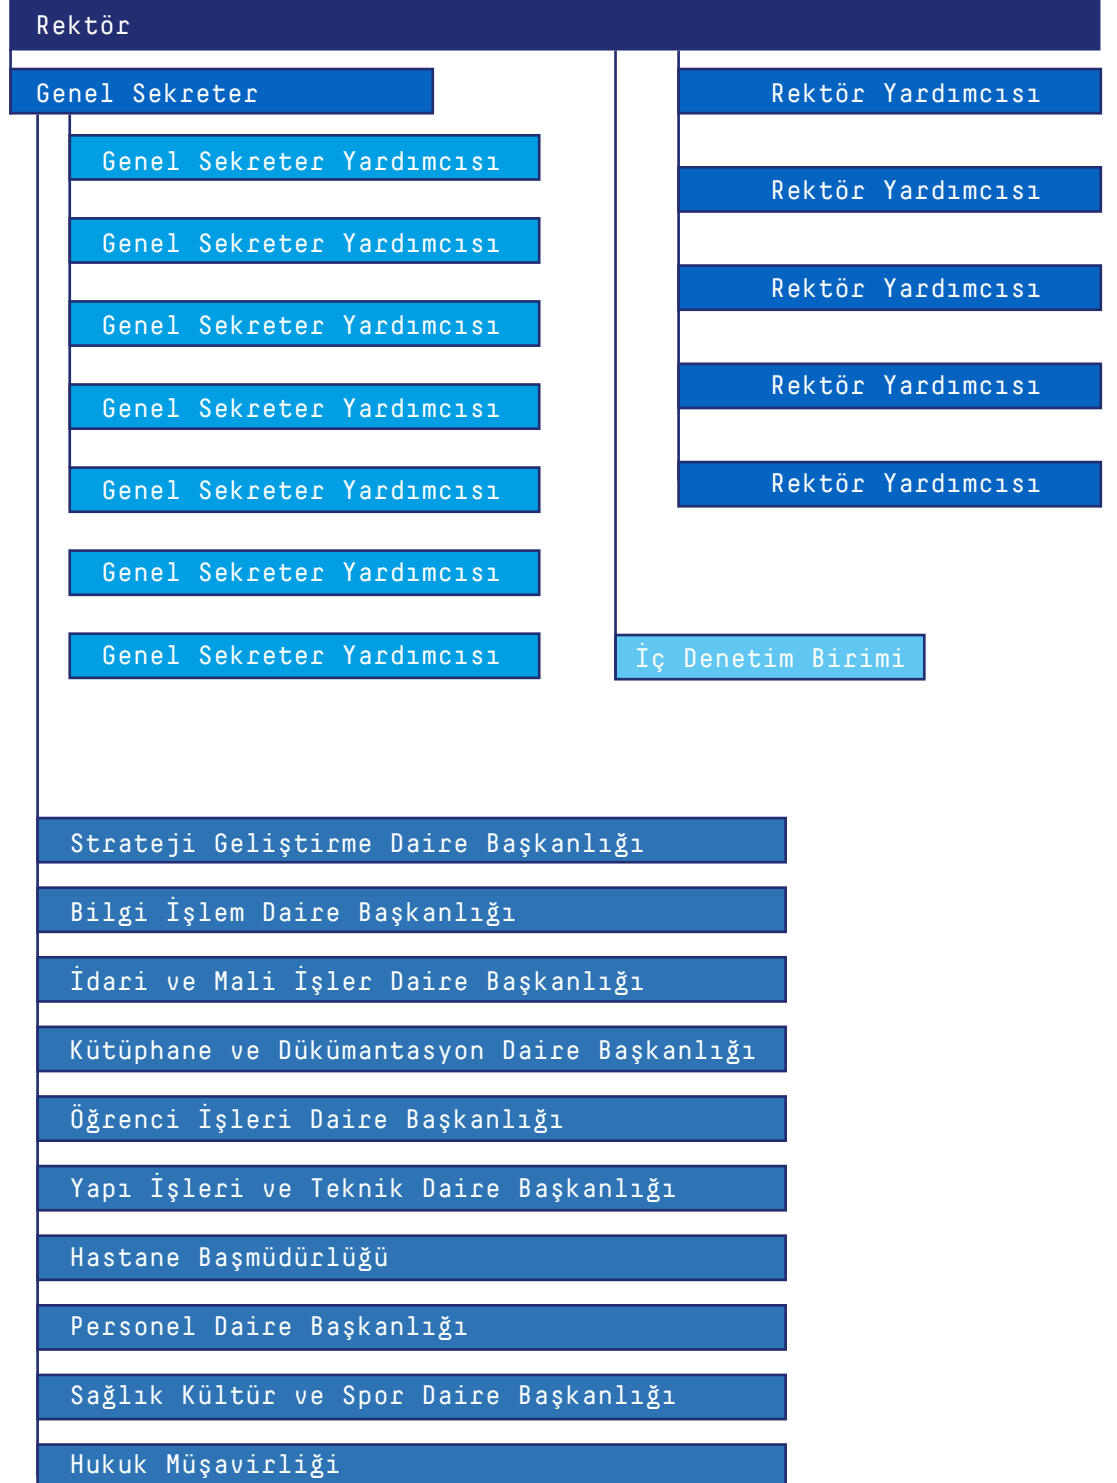 Rektör
Genel Sekreter
Genel Sekreter Yardımcısı
Genel Sekreter Yardımcısı
Genel Sekreter Yardımcısı
Genel Sekreter Yardımcısı
Genel Sekreter Yardımcısı
Genel Sekreter Yardımcısı
Genel Sekreter Yardımcısı
Rektör Yardımcısı
Rektör Yardımcısı
Rektör Yardımcısı
Rektör Yardımcısı
Rektör Yardımcısı
İç Denetim Birimi
Strateji Geliştirme Daire Başkanlığı
Bilgi İşlem Daire Başkanlığı
İdari ve Mali İşler Daire Başkanlığı
Kütüphane ve Dükümantasyon Daire Başkanlığı
Öğrenci İşleri Daire Başkanlığı
Yapı İşleri ve Teknik Daire Başkanlığı
Hastane Başmüdürlüğü
Personel Daire Başkanlığı
Sağlık Kültür ve Spor Daire Başkanlığı
Hukuk Müşavirliği